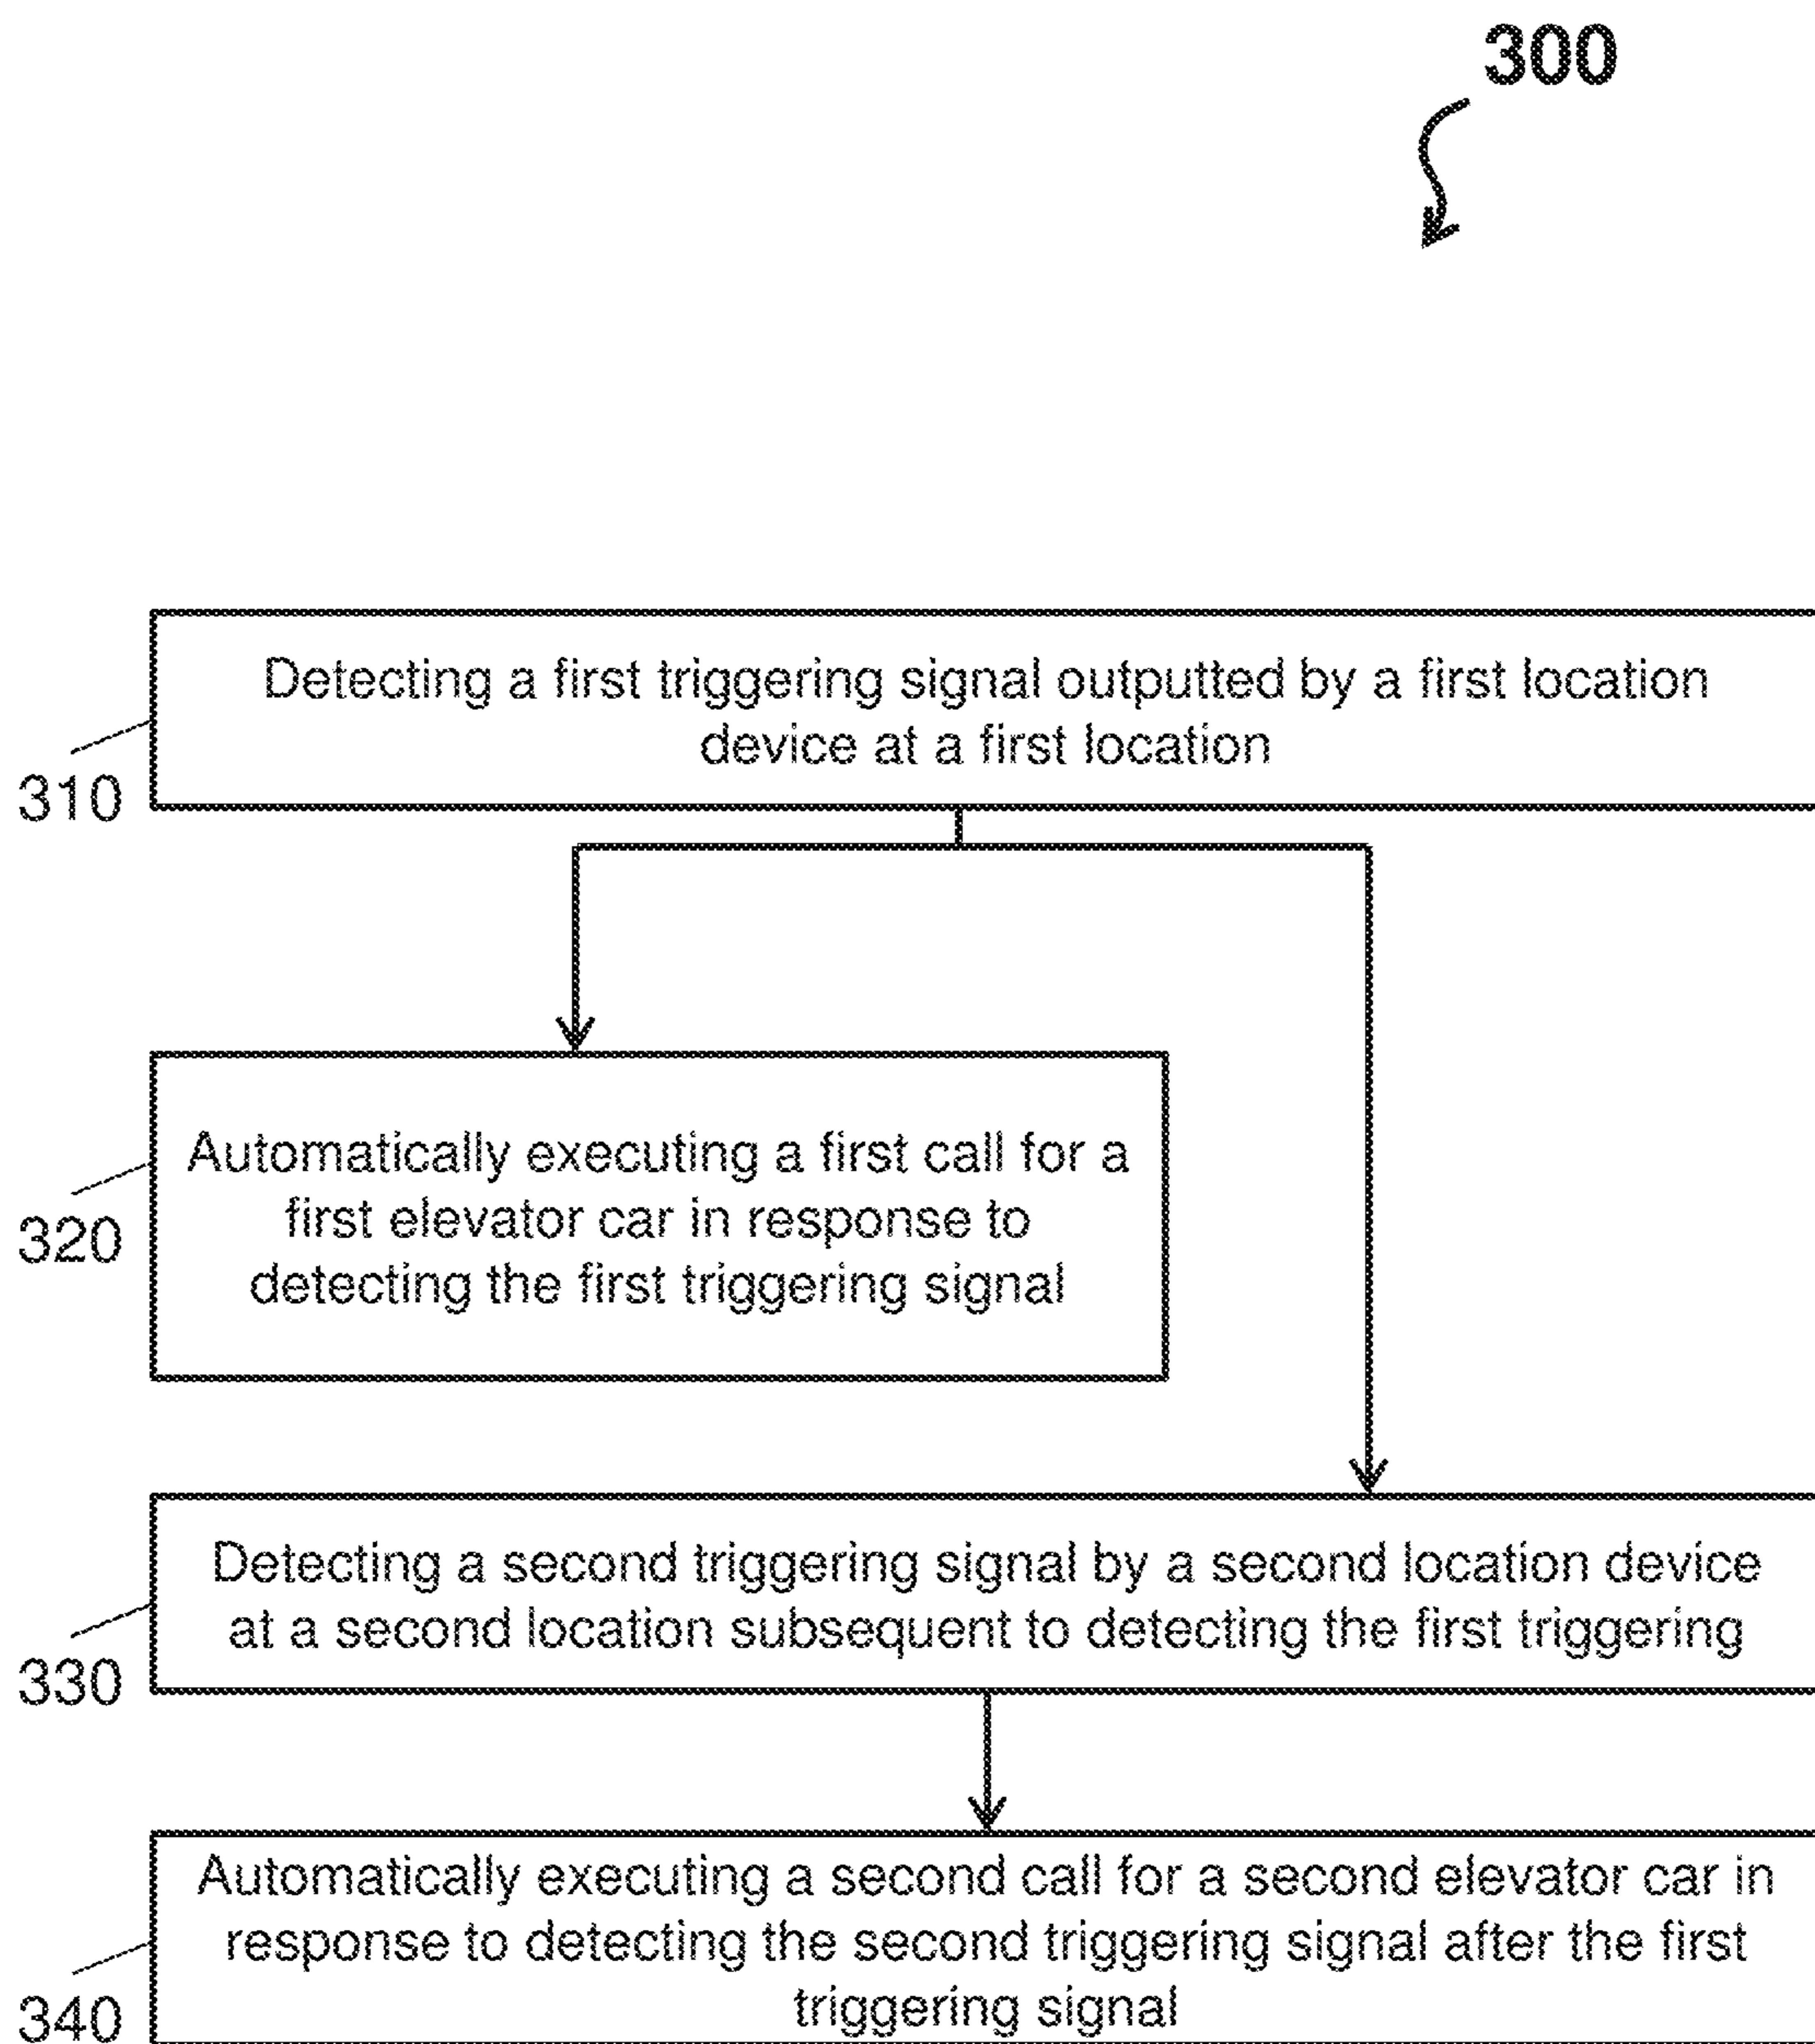 300
Detecting a first triggering signal outputted by a first location
device at a first location
310
Automatically executing a first call for a
first elevator car in response to
detecting the first triggering signal
320
Detecting a second triggering signal by a second location device
at a second location subsequent to detecting the first triggering
330
Automatically executing a second call for a second elevator car in
response to detecting the second triggering signal after the first
triggering signal
340